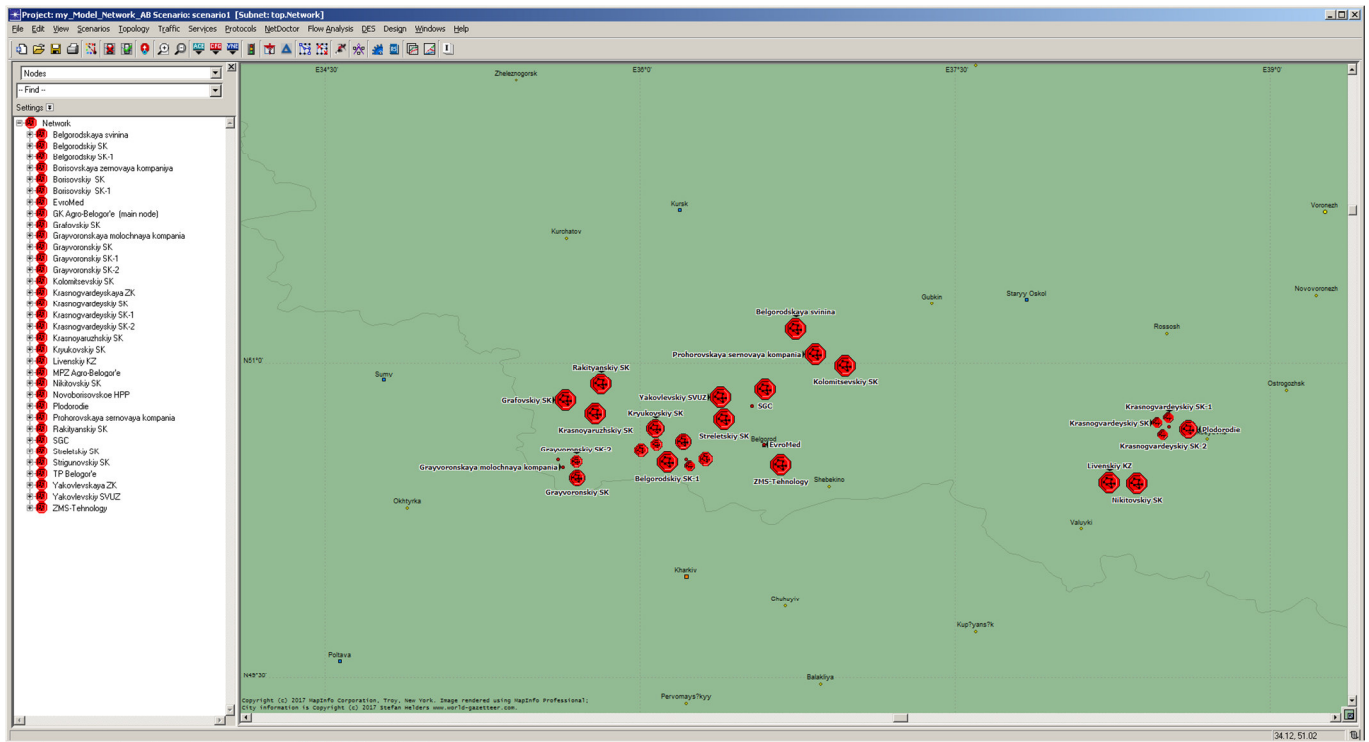 Project: my_Model_Network_AB Scenario: scenario1 [Subnet: top.Network]
File Edit View Scenarios Topology Traffic Services Protocols NetDoctor Flow Analysis DES Design Windows Help
Nodes
-- Find --
Settings
Network
Belgorodskaya svinina
Belgorodskiy SK
Belgorodskiy SK-1
Borisovskaya zernovaya kompaniya
Borisovskiy SK
Borisovskiy SK-1
EvroMed
GK Agro-Belogor'e (main node)
Grafovskiy SK
Grayvoronskaya molochnaya kompania
Grayvoronskiy SK
Grayvoronskiy SK-1
Grayvoronskiy SK-2
Kolomitsevskiy SK
Krasnogvardeyskaya ZK
Krasnogvardeyskiy SK
Krasnogvardeyskiy SK-1
Krasnogvardeyskiy SK-2
Krasnoyaruzhskiy SK
Kryukovskiy SK
Livenskiy KZ
MPZ Agro-Belogor'e
Nikitovskiy SK
Novoborisovskoe HPP
Plodorodie
Prohorovskaya sernovaya kompania
Rakityanskiy SK
SGC
Streletskiy SK
Strigunovskiy SK
TP Belogor'e
Yakovlevskaya ZK
Yakovlevskiy SVUZ
ZMS-Tehnology
E34°30'
E36°0'
E37°30'
E39°0'
Zheleznogorsk
Kursk
Voronezh
Kurchatov
Novovoronezh
Staryy Oskol
Gubkin
Belgorodskaya svinina
Rossosh
Prohorovskaya sernovaya kompania
N51°0'
Rakityanskiy SK
Sumy
Kolomitsevskiy SK
Ostrogozhsk
Grafovskiy SK
Yakovlevskiy SVUZ
SGC
Krasnogvardeyskiy SK-1
Kryukovskiy SK
Krasnogvardeyskiy SK
Krasnoyaruzhskiy SK
Plodorodie
Streletskiy SK
Belgorod
EvroMed
Krasnogvardeyskiy SK-2
Grayvoronskiy SK-2
Grayvoronskaya molochnaya kompania
Livenskiy KZ
Belgorodskiy SK-1
ZMS-Tehnology
Shebekino
Grayvoronskiy SK
Nikitovskiy SK
Okhtyrka
Valuyki
Kharkiv
Chuhuyiv
Kup?yans?k
Poltava
N49°30'
Balakliya
Pervomays?kyy
Copyright (c) 2017 MapInfo Corporation, Troy, New York. Image rendered using MapInfo Professional;
City information is Copyright (c) 2017 Stefan Helders www.world-gazetteer.com.
34.12, 51.02